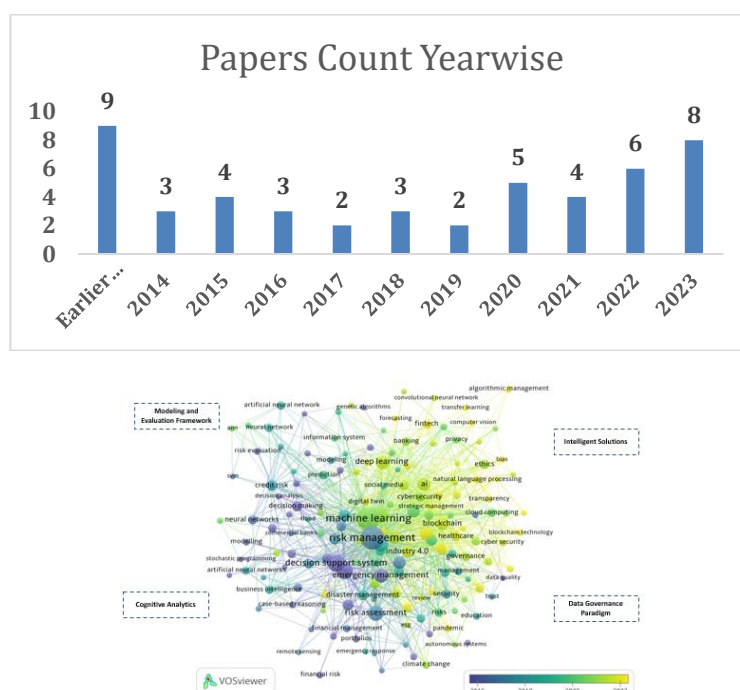 Papers Count Yearwise
10
8
6
4
2
0
9
3
4
3
2
3
2
5
4
6
8
Earlier...
2014
2015
2016
2017
2018
2019
2020
2021
2022
2023
algorithmic management
convolutional neural network
artificial neural network
genetic algorithms
transfer learning
Modeling and
Evaluation Framework
forecasting
fintech
computer vision
ann
neural network
information system
banking
privacy
Intelligent Solutions
risk evaluation
modeling
deep learning
ethics
bias
svm
credit risk
prediction
social media
ai
natural language processing
decision analysis
digital twin
cybersecurity
transparency
decision making
strategic management
cloud computing
neural networks
flood
machine learning
blockchain
commercial banks
blockchain technology
modelling
risk management
healthcare
cyber security
industry 4.0
stochastic programming
decision support system
governance
artificial neural networks
emergency management
management
data quality
business intelligence
disaster management
review
security
trust
Cognitive Analytics
case-based reasoning
risk assessment
risks
education
Data Governance
Paradigm
financial management
esg
pandemic
portfolios
autonomous systems
remote sensing
emergency response
climate change
financial risk
VOSviewer